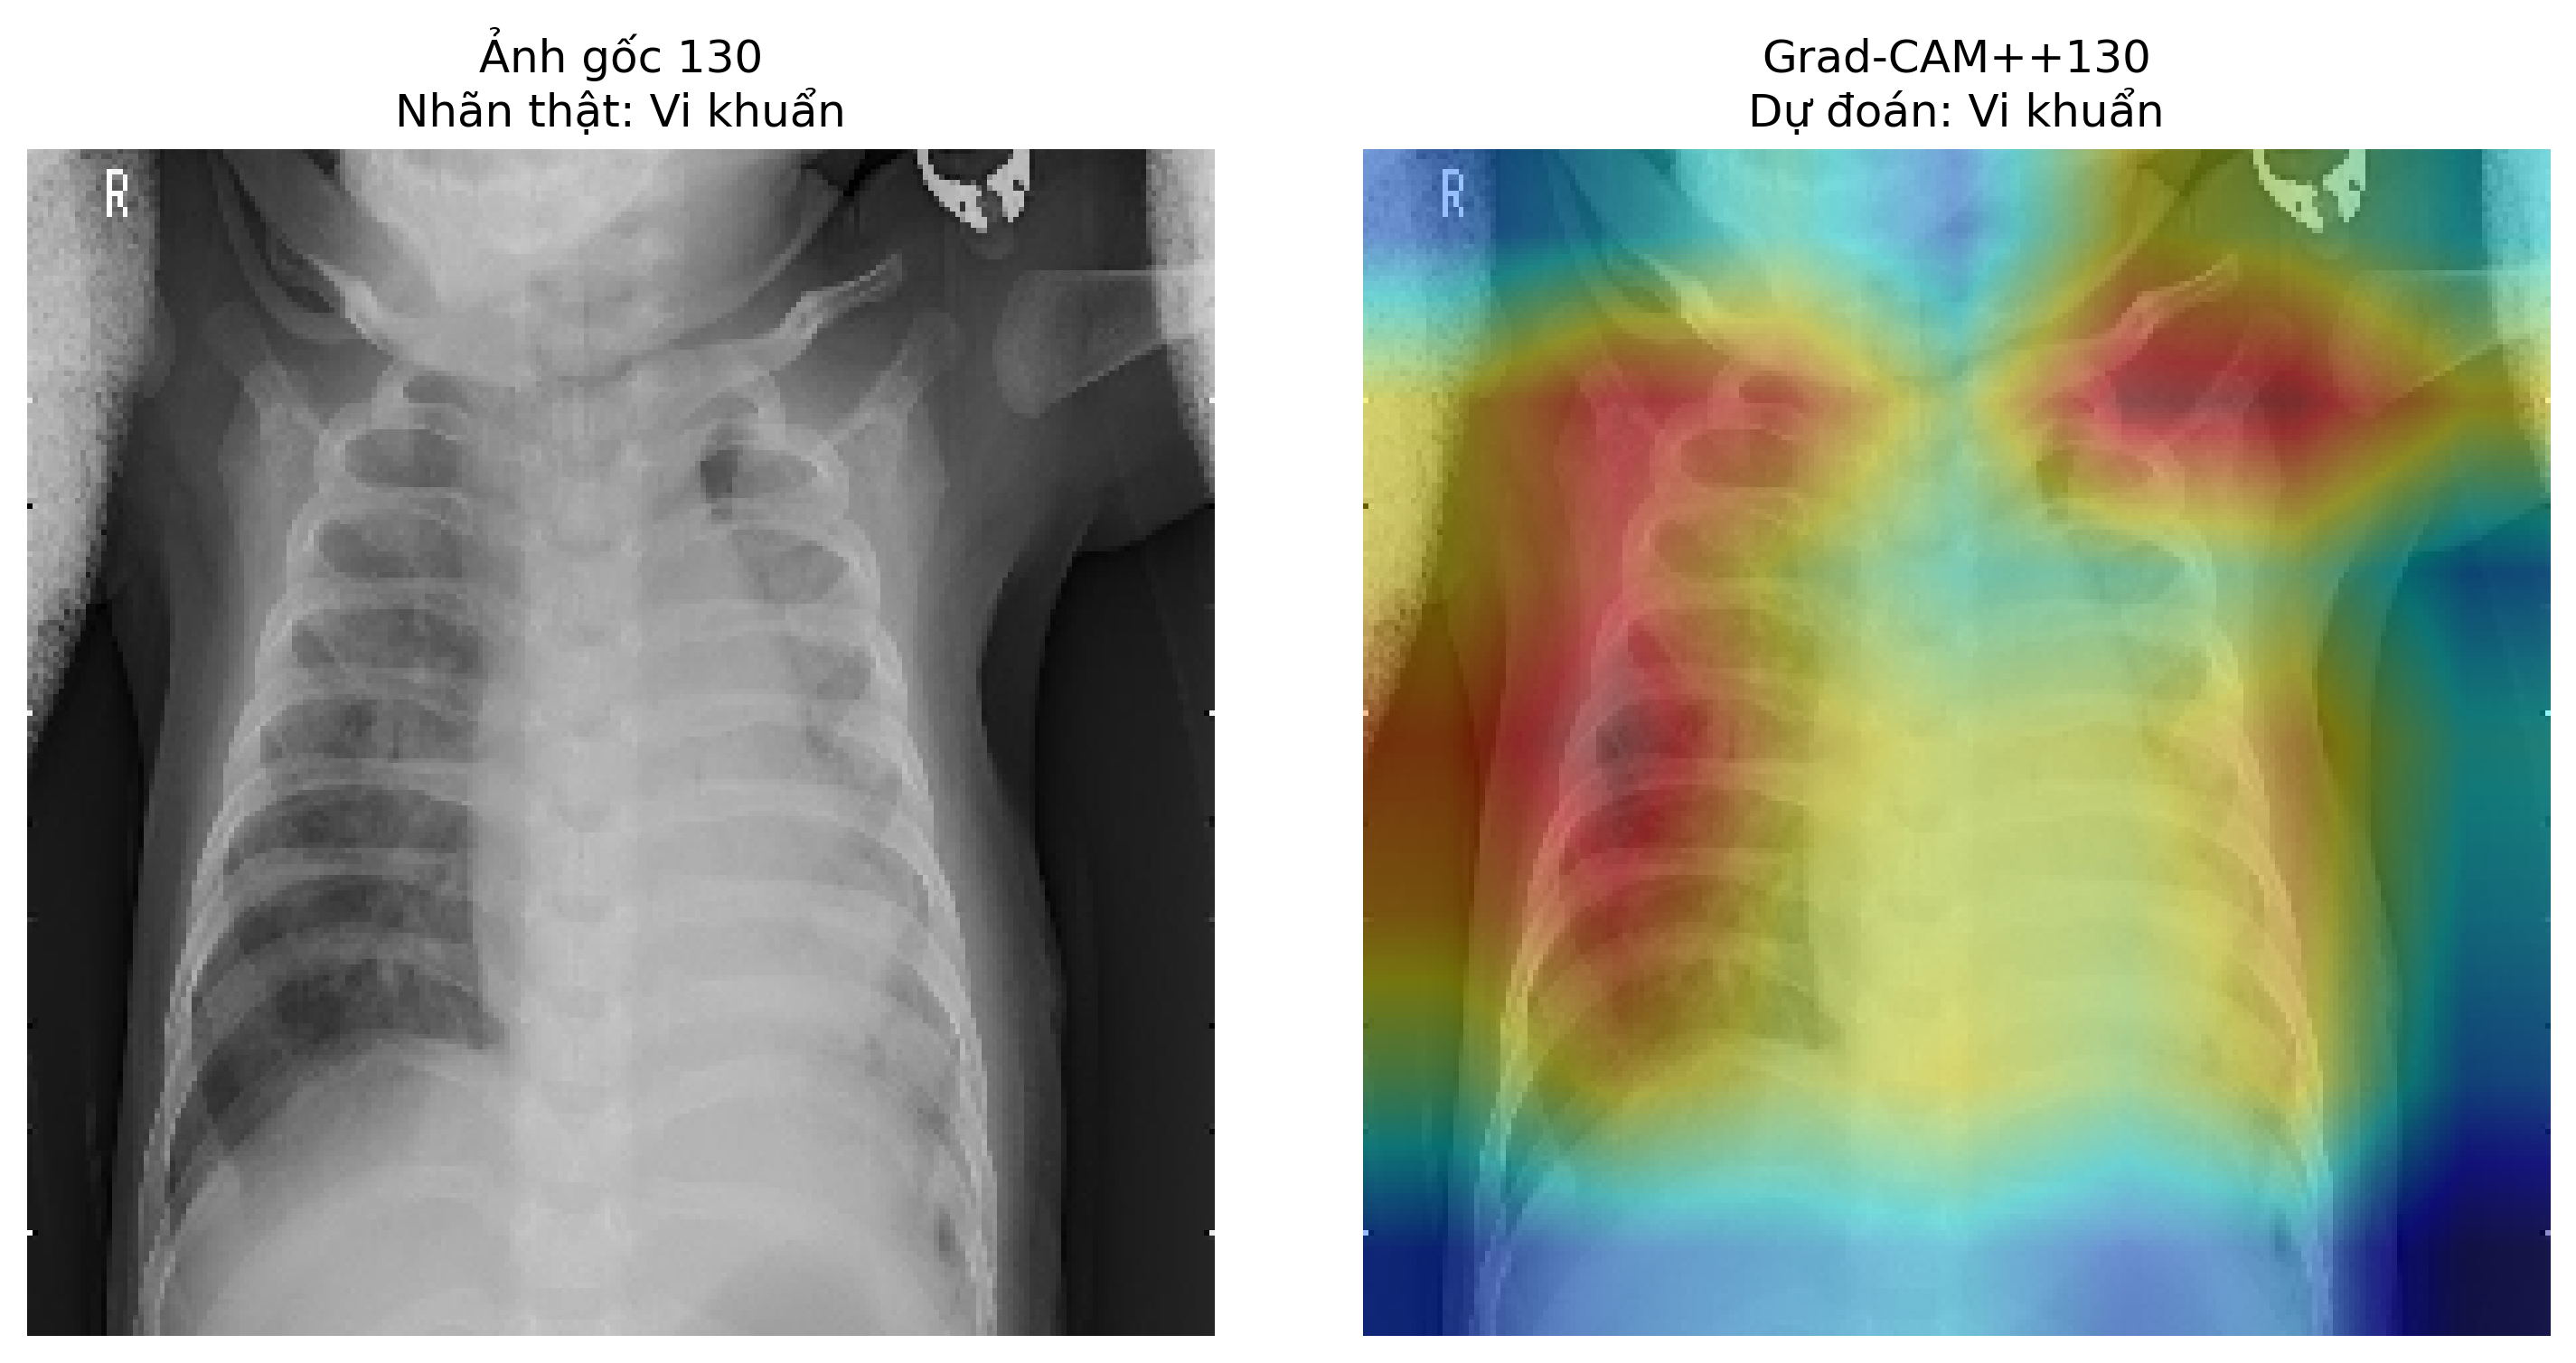 Ảnh gốc 130
Nhãn thật: Vi khuẩn
Grad-CAM++130
Dự đoán: Vi khuẩn
R
R